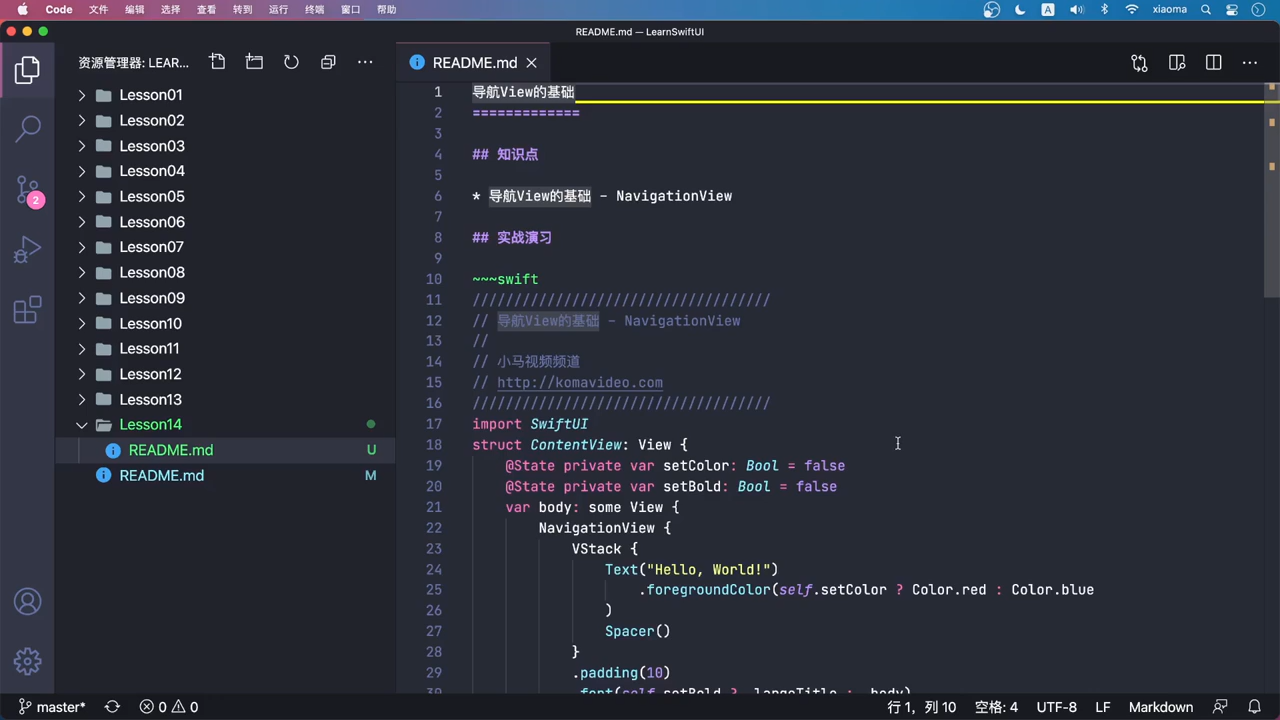 Code 文件 编辑 选择 查看 转到 运行 终端 窗口 帮助 A xiaoma
README.md — LearnSwiftUI
资源管理器: LEAR...
README.md
Lesson01
Lesson02
Lesson03
Lesson04
Lesson05
Lesson06
Lesson07
Lesson08
Lesson09
Lesson10
Lesson11
Lesson12
Lesson13
Lesson14
README.md U
README.md M
2
1 导航View的基础
2 =============
3
4 ## 知识点
5
6 * 导航View的基础 - NavigationView
7
8 ## 实战演习
9
10 ~~~swift
11 ////////////////////////////////////
12 // 导航View的基础 - NavigationView
13 //
14 // 小马视频频道
15 // http://komavideo.com
16 ////////////////////////////////////
17 import SwiftUI
18 struct ContentView: View {
19 @State private var setColor: Bool = false
20 @State private var setBold: Bool = false
21 var body: some View {
22 NavigationView {
23 VStack {
24 Text("Hello, World!")
25 .foregroundColor(self.setColor ? Color.red : Color.blue
26 )
27 Spacer()
28 }
29 .padding(10)
30 .font(self.setBold ? .largeTitle : .body)
master* 0 0 行 1, 列 10 空格: 4 UTF-8 LF Markdown